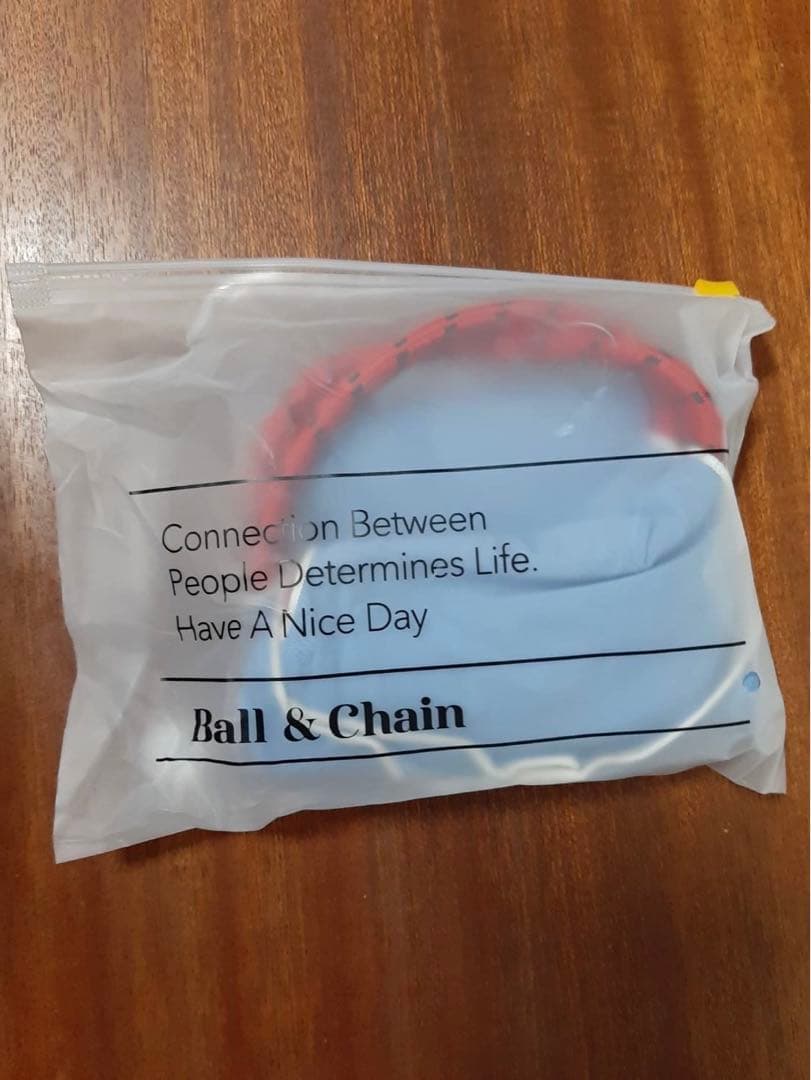 Connection Between
People Determines Life.
Have A Nice Day
Ball & Chain